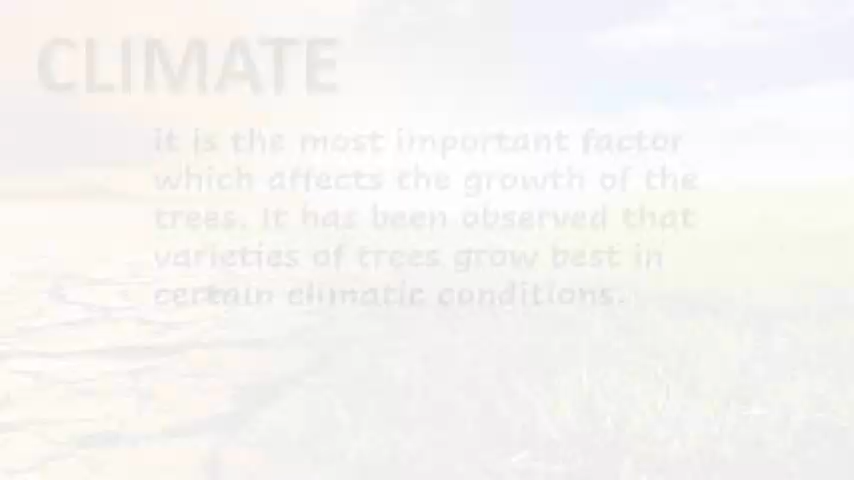 CLIMATE
it is the most important factor
which affects the growth of the
trees. It has been observed that
varieties of trees grow best in
certain climatic conditions.